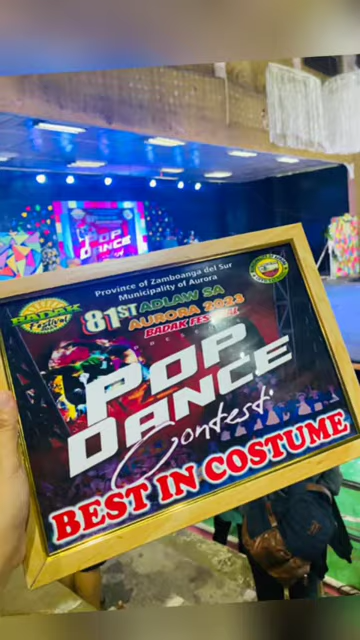 POP
DANCE
Province of Zamboanga del Sur
Municipality of Aurora
BADAK
Festival
81ST ADLAW SA
AURORA 2023
BADAK FESTIVAL
POP
DANCE
Contest
BEST IN COSTUME